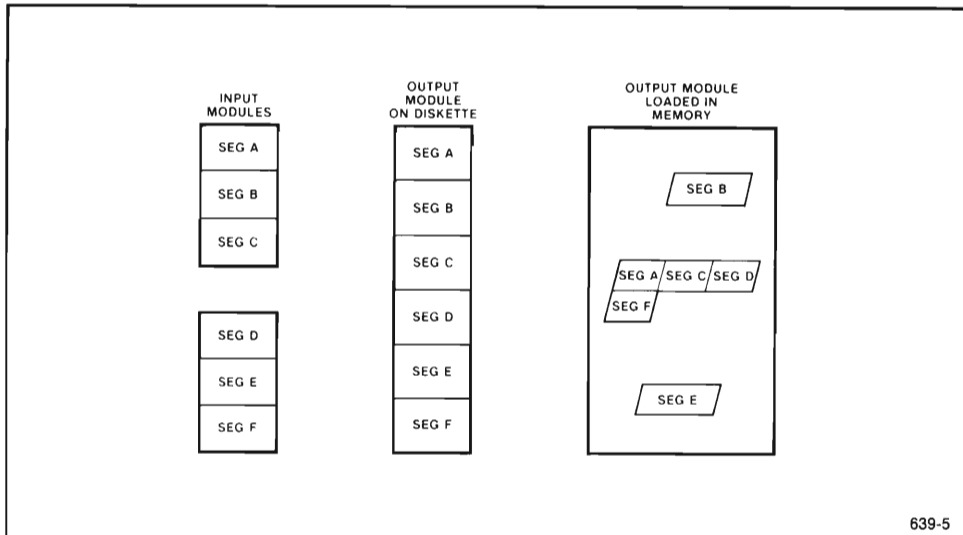 INPUT
MODULES
SEG A
SEG B
SEG C
SEG D
SEG E
SEG F
OUTPUT
MODULE
ON DISKETTE
SEG A
SEG B
SEG C
SEG D
SEG E
SEG F
OUTPUT MODULE
LOADED IN
MEMORY
SEG B
SEG A SEG C SEG D
SEG F
SEG E
639-5